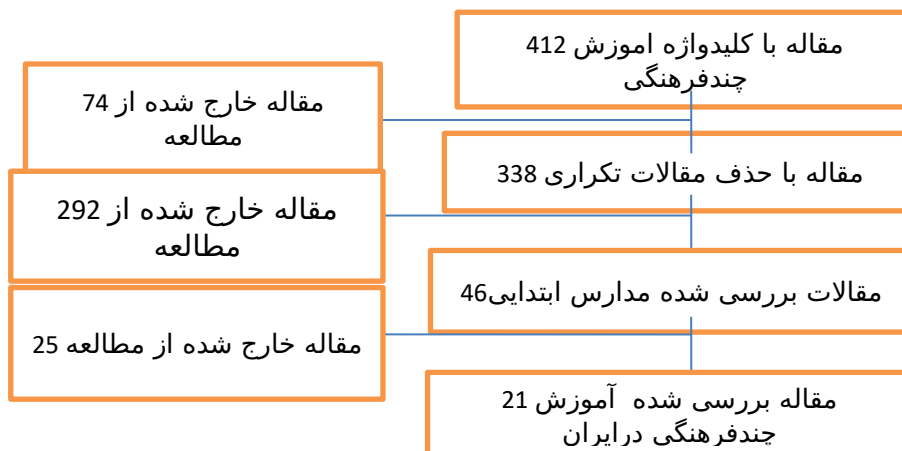 412 مقاله با کلیدواژه اموزش
چندفرهنگی
74 مقاله خارج شده از
مطالعه
338 مقاله با حذف مقالات تکراری
292 مقاله خارج شده از
مطالعه
46مقالات بررسی شده مدارس ابتدایی
25 مقاله خارج شده از مطالعه
21 مقاله بررسی شده آموزش
چندفرهنگی درایران